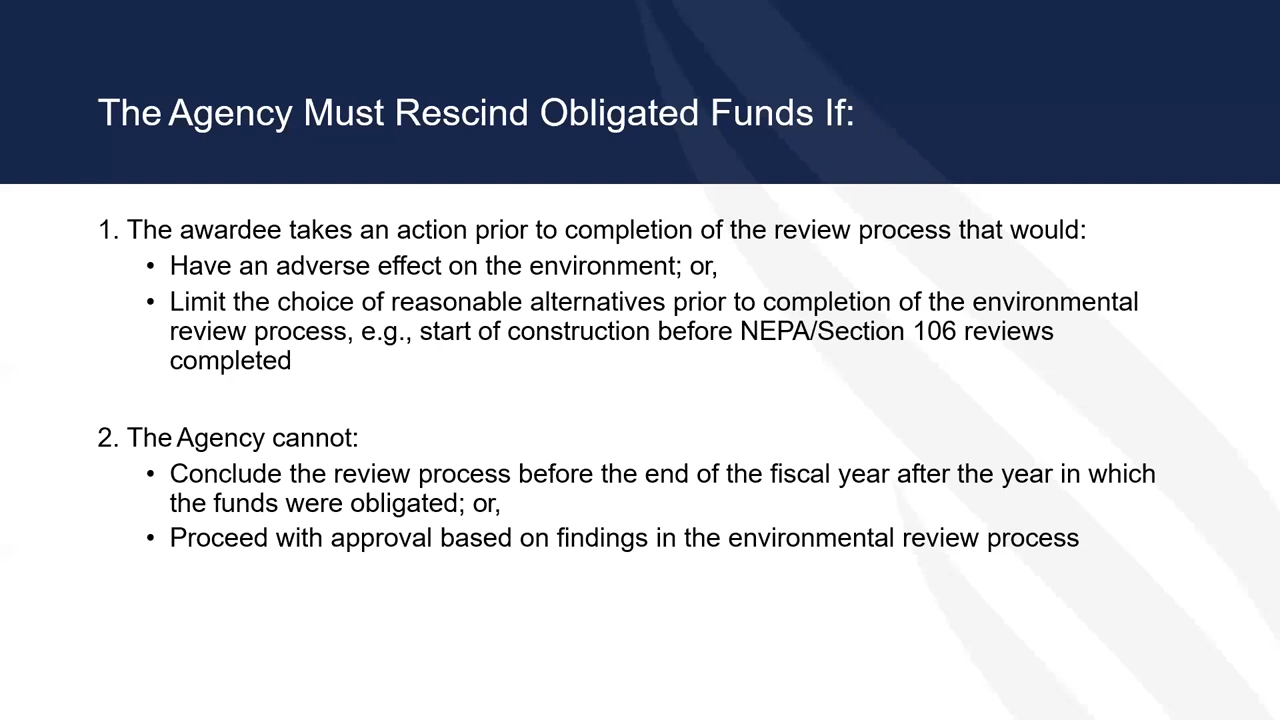 The Agency Must Rescind Obligated Funds If:
1. The awardee takes an action prior to completion of the review process that would:
• Have an adverse effect on the environment; or,
• Limit the choice of reasonable alternatives prior to completion of the environmental
review process, e.g., start of construction before NEPA/Section 106 reviews
completed
2. The Agency cannot:
• Conclude the review process before the end of the fiscal year after the year in which
the funds were obligated; or,
• Proceed with approval based on findings in the environmental review process